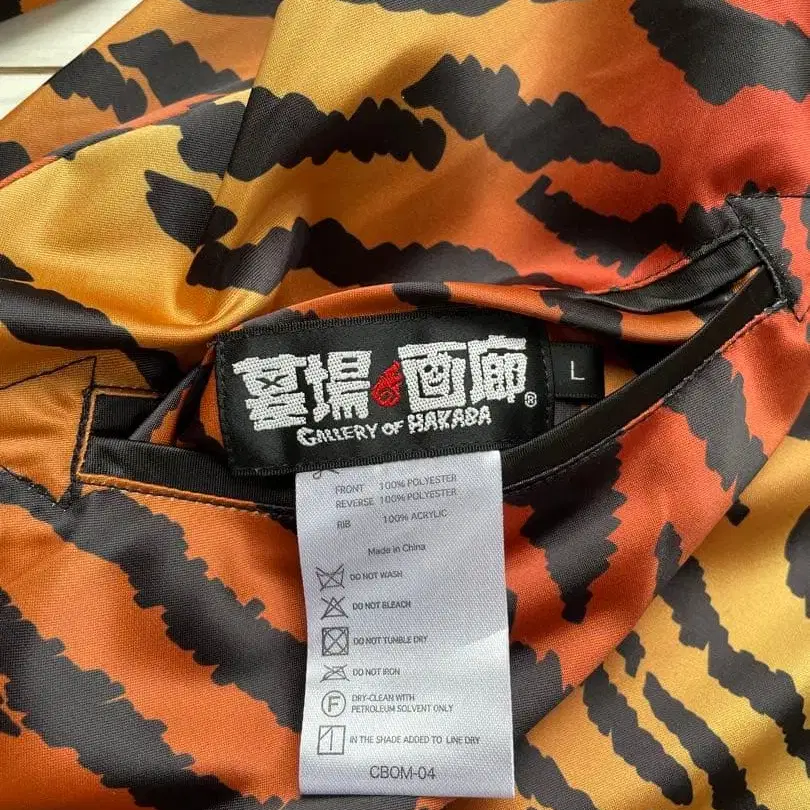 墓場の画廊®
GALLERY OF HAKABA
L
FRONT 100% POLYESTER
REVERSE 100% POLYESTER
RIB 100% ACRYLIC
Made in China
DO NOT WASH
DO NOT BLEACH
DO NOT TUMBLE DRY
DO NOT IRON
F
DRY-CLEAN WITH
PETROLEUM SOLVENT ONLY
IN THE SHADE ADDED TO LINE DRY
CBOM-04